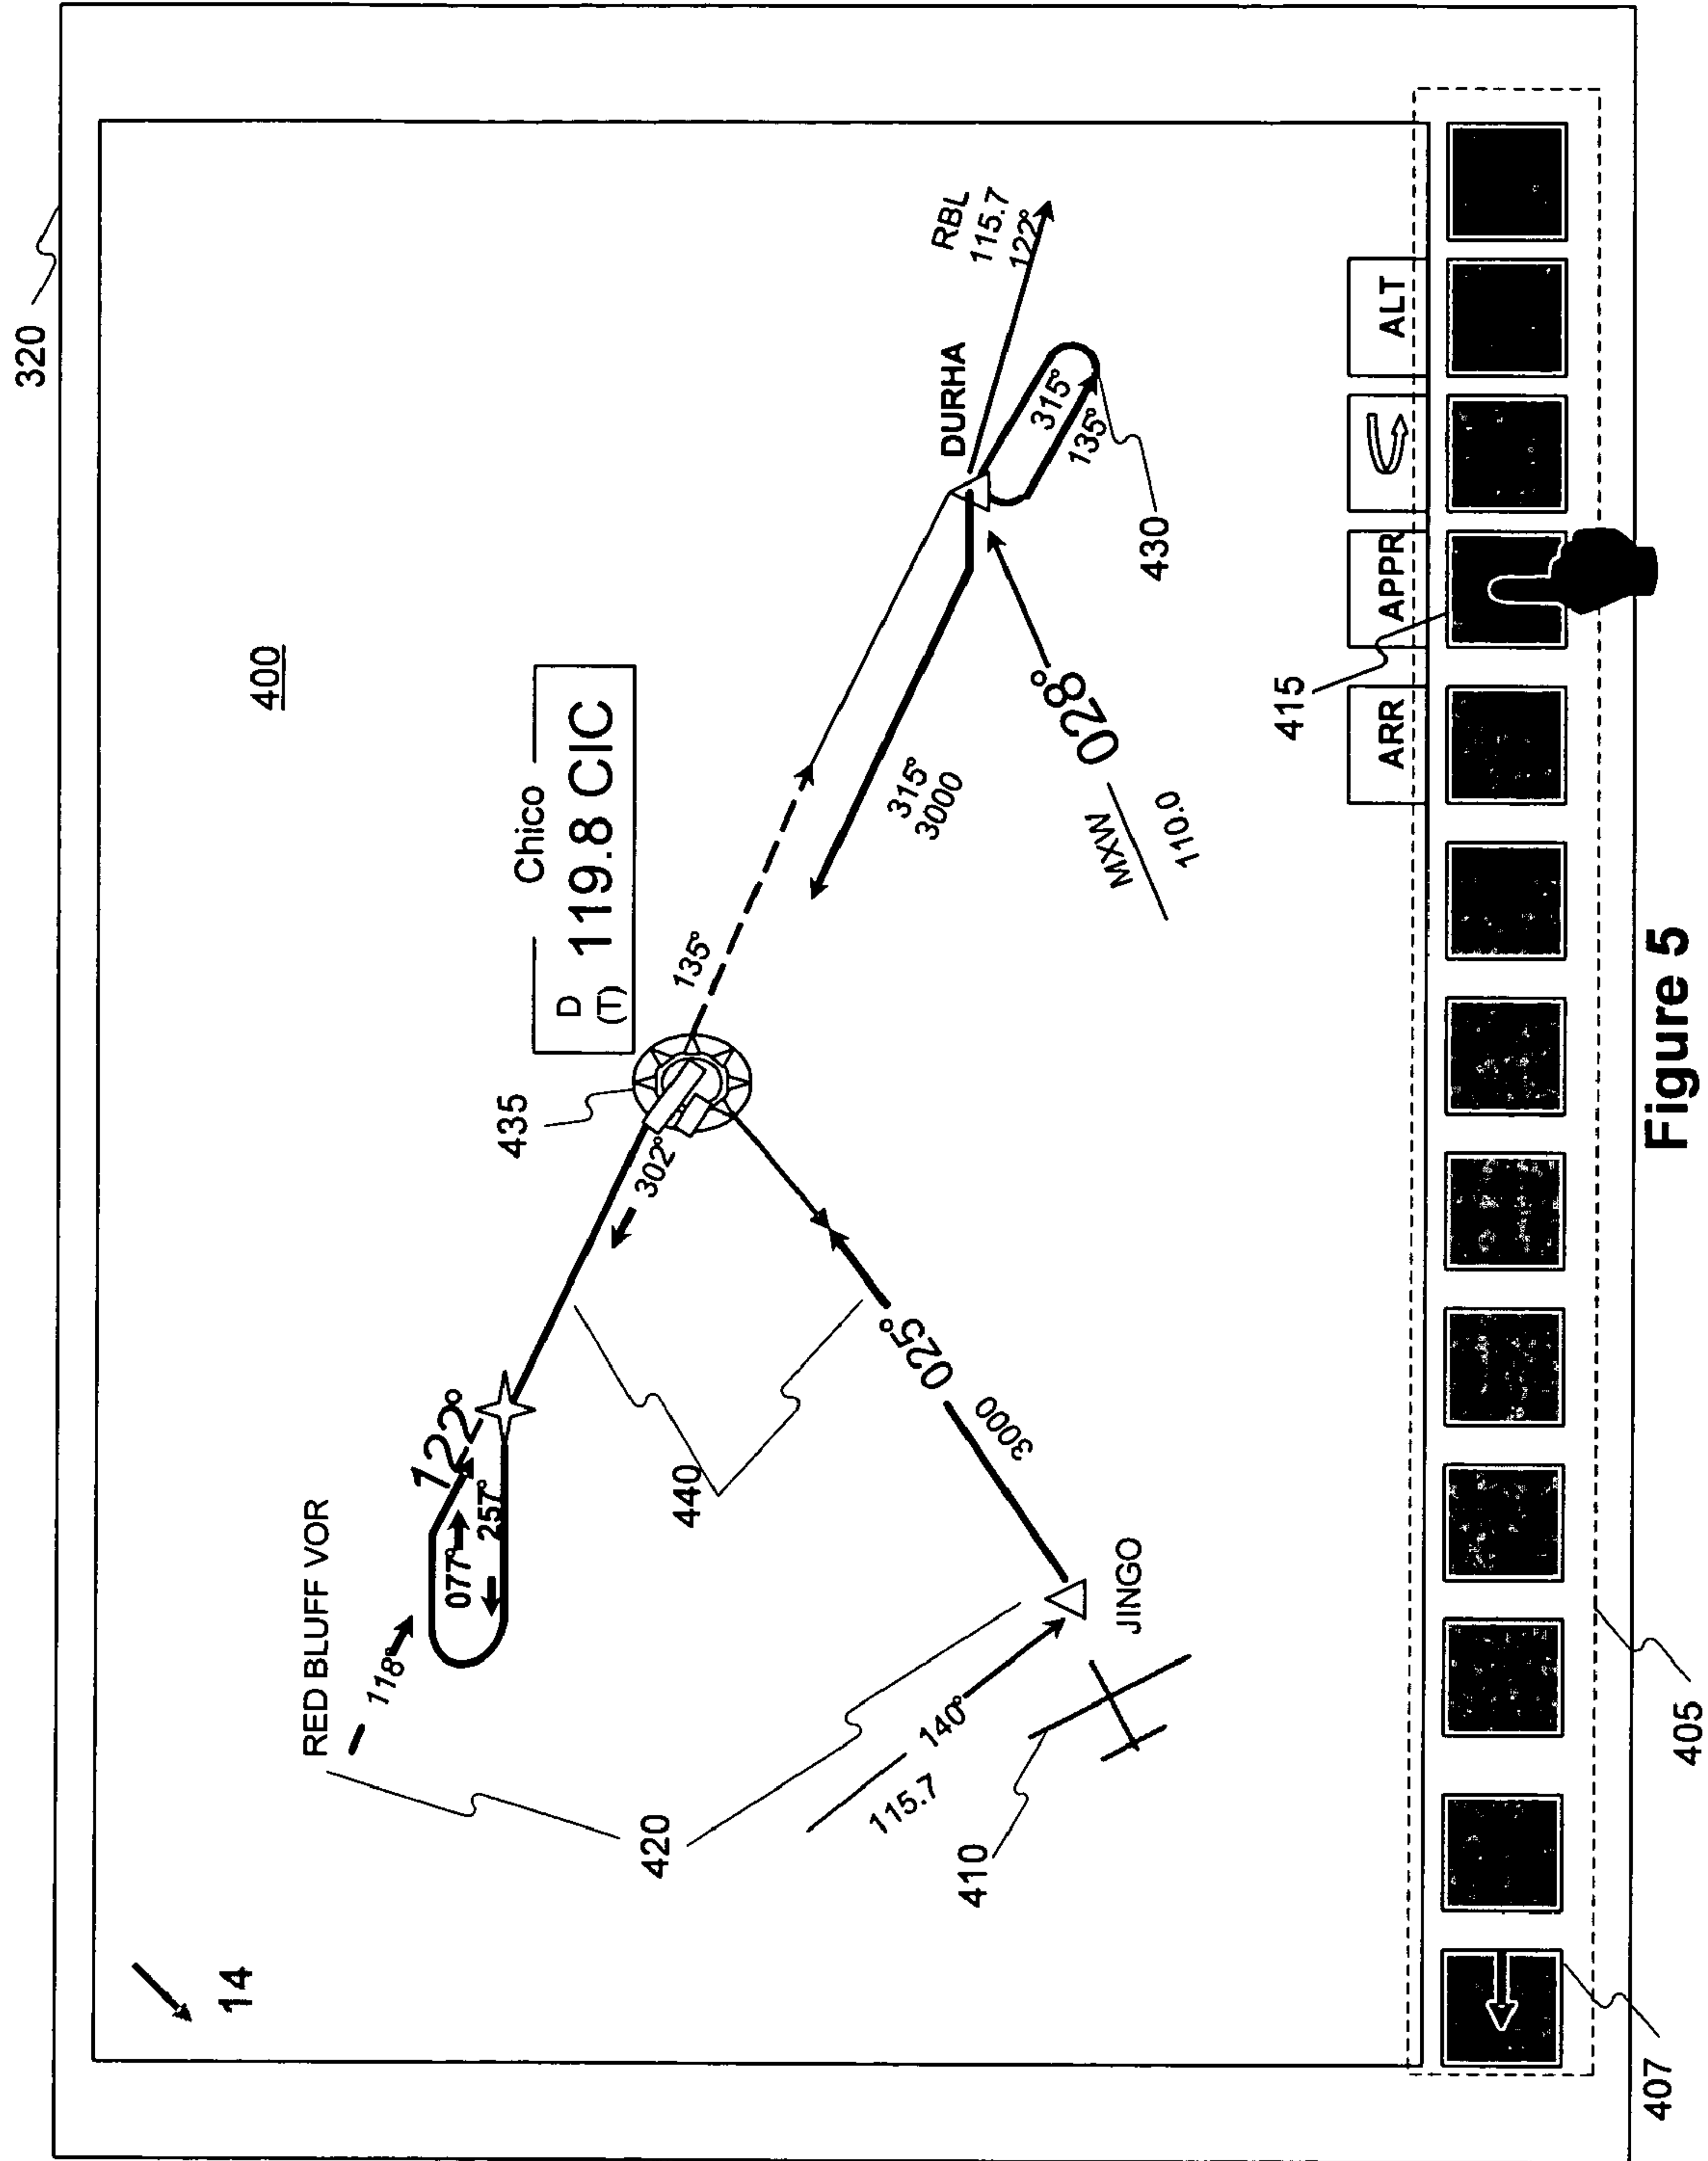 320
14
400
RED BLUFF VOR
118°
077°
257°
122°
Chico
D
(T)
119.8 CIC
435
302°
135°
420
440
315°
3000
DURHA
RBL
115.7
122°
315°
135°
430
028°
MXW
110.0
025°
3000
JINGO
140°
115.7
410
415
ARR
APPR
ALT
407
405
Figure 5